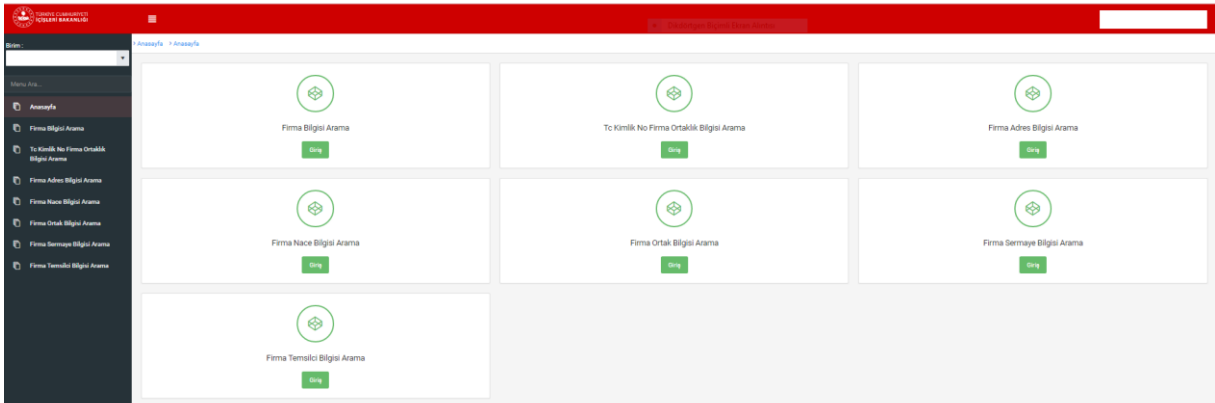 TÜRKİYE CUMHURİYETİ
İÇİŞLERİ BAKANLIĞI
Birim :
Menu Ara...
Anasayfa
Firma Bilgisi Arama
Tc Kimlik No Firma Ortaklık
Bilgisi Arama
Firma Adres Bilgisi Arama
Firma Nace Bilgisi Arama
Firma Ortak Bilgisi Arama
Firma Sermaye Bilgisi Arama
Firma Temsilci Bilgisi Arama
> Anasayfa > Anasayfa
Firma Bilgisi Arama
Giriş
Tc Kimlik No Firma Ortaklık Bilgisi Arama
Giriş
Firma Adres Bilgisi Arama
Giriş
Firma Nace Bilgisi Arama
Giriş
Firma Ortak Bilgisi Arama
Giriş
Firma Sermaye Bilgisi Arama
Giriş
Firma Temsilci Bilgisi Arama
Giriş